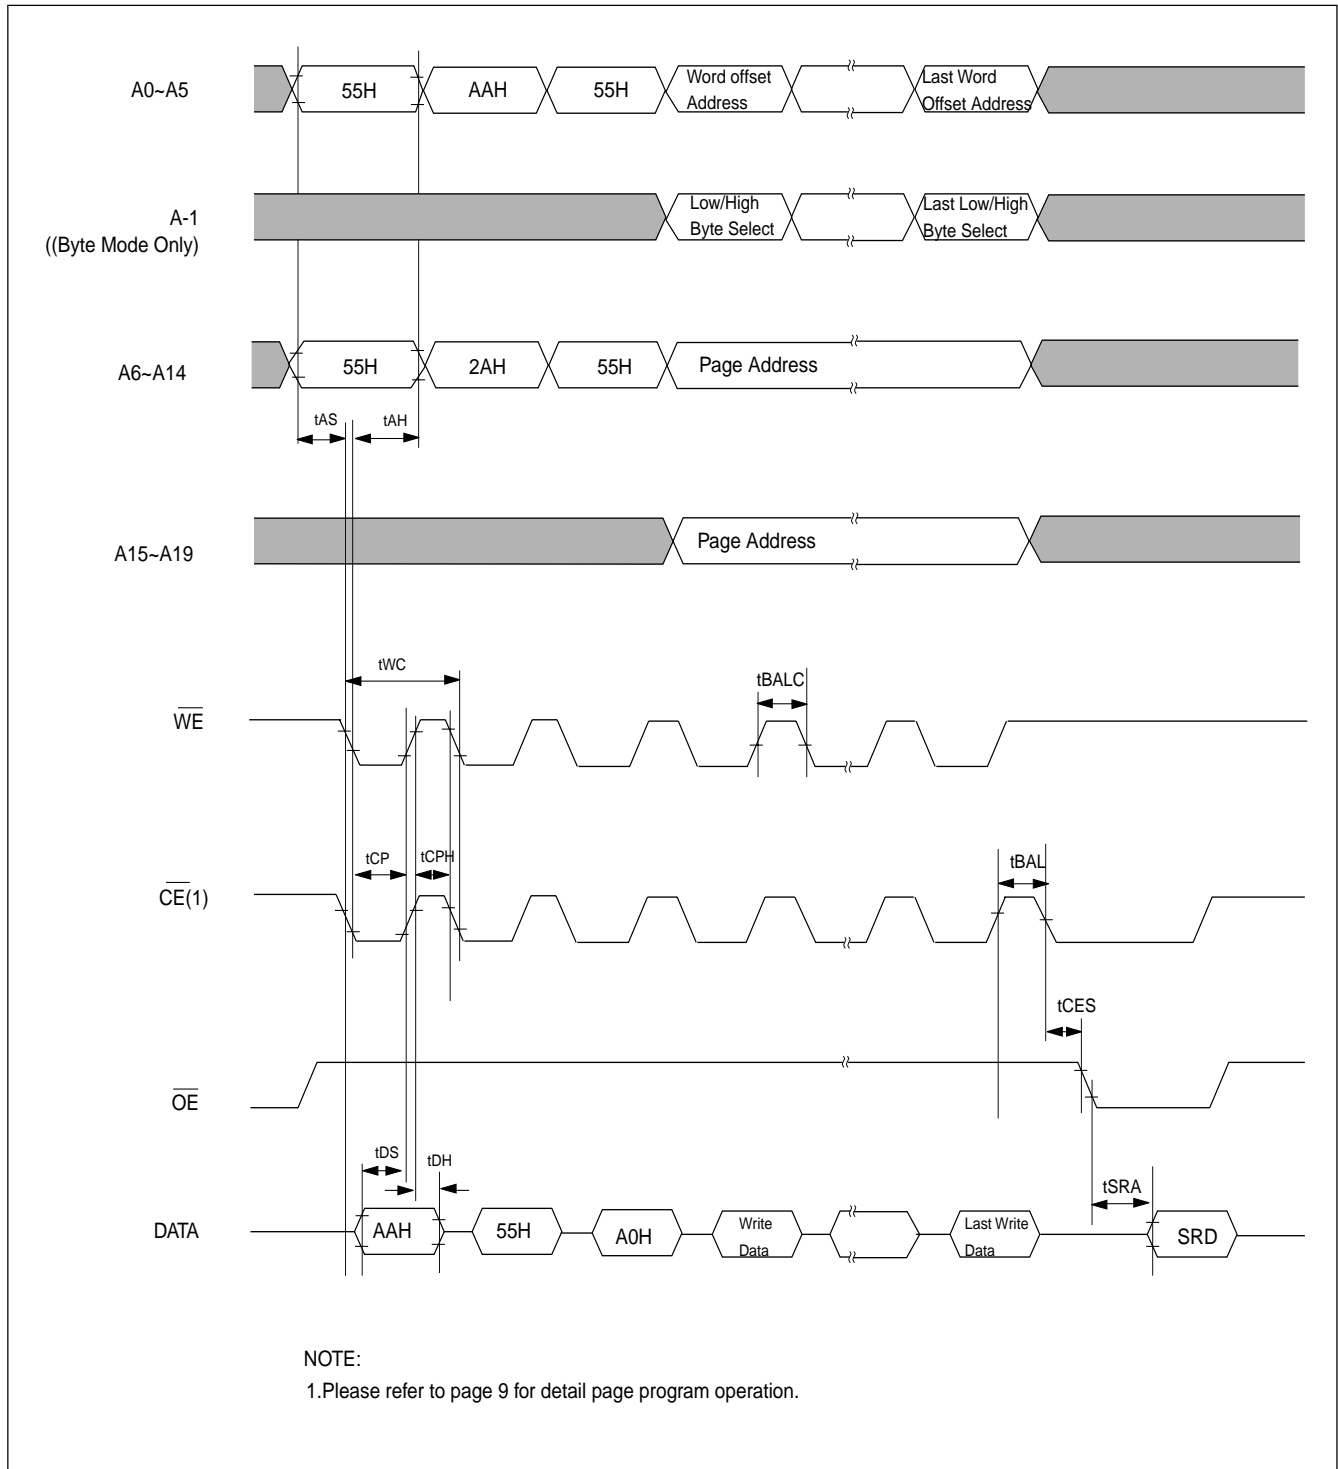 A0~A5
55H
AAH
55H
Word offset
Address
Last Word
Offset Address
A-1
((Byte Mode Only)
Low/High
Byte Select
Last Low/High
Byte Select
A6~A14
55H
2AH
55H
Page Address
tAS
tAH
A15~A19
Page Address
tWC
tBALC
WE
tCP
tCPH
tBAL
CE(1)
tCES
OE
tDS
tDH
tSRA
DATA
AAH
55H
A0H
Write
Data
Last Write
Data
SRD
NOTE:
1.Please refer to page 9 for detail page program operation.